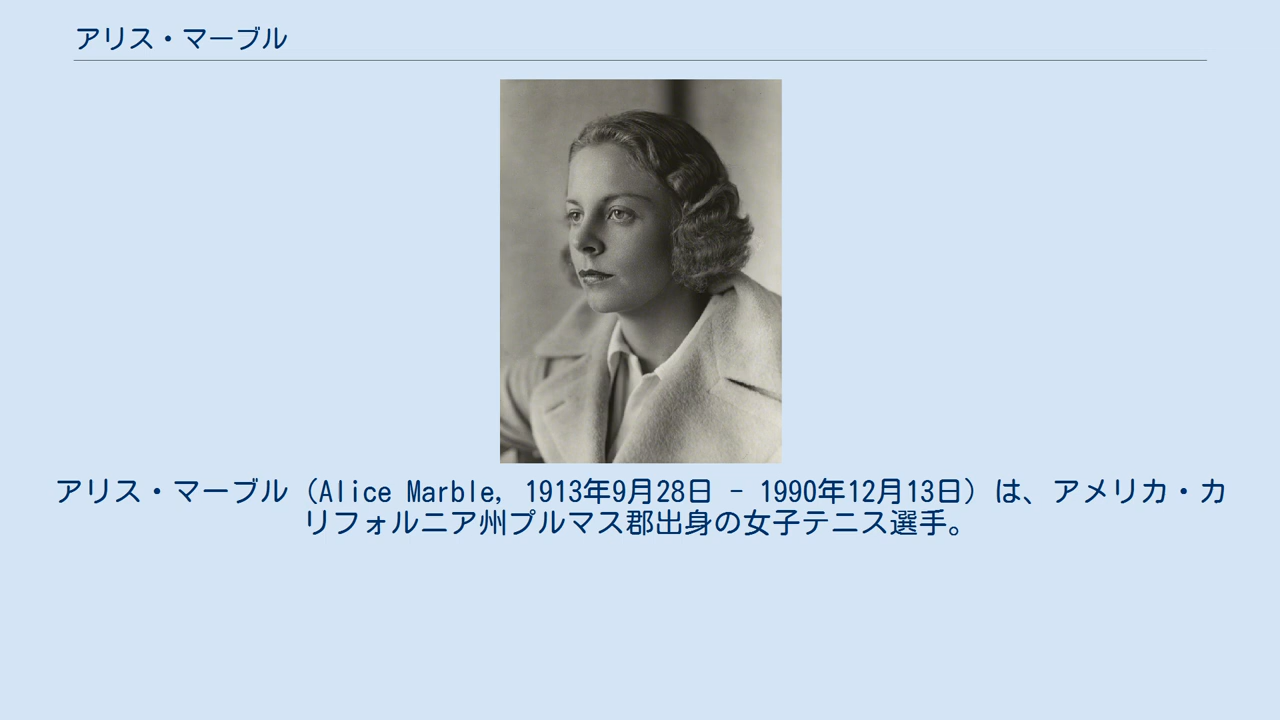 アリス・マーブル
アリス・マーブル（Alice Marble, 1913年9月28日 - 1990年12月13日）は、アメリカ・カ
リフォルニア州プルマス郡出身の女子テニス選手。